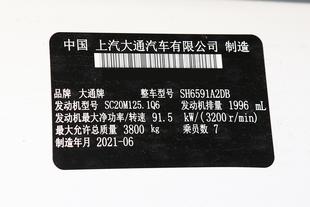 中国 上汽大通汽车有限公司 制造
品牌 大通牌 整车型号 SH6591A2DB
发动机型号 SC20M125.1Q6 发动机排量 1996 mL
发动机最大净功率/转速 91.5 kW/(3200 r/min)
最大允许总质量 3800 kg 乘员数 7
制造年月 2021-06